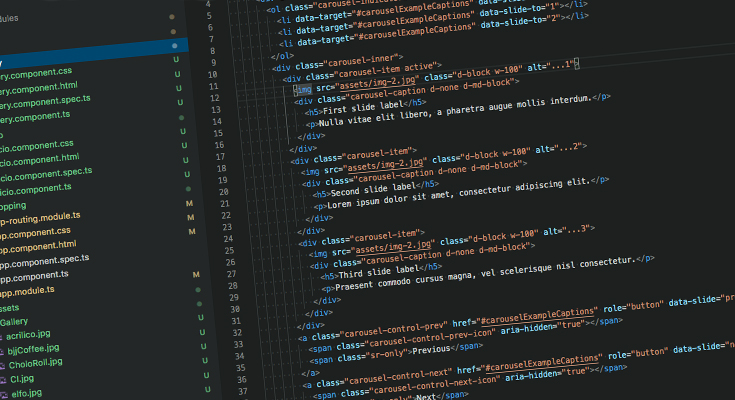 dules
ery.component.css U
ery.component.html U
ery.component.spec.ts U
ery.component.ts U
cio.component.css U
cio.component.html U
cio.component.spec.ts U
icio.component.ts U
opping
p-routing.module.ts M
pp.component.css M
pp.component.html M
pp.component.spec.ts
pp.component.ts
app.module.ts M
ssets
Gallery
acrilico.jpg U
bjjCoffee.jpg U
CholoRoll.jpg U
CI.jpg U
elfo.jpg U
4 <ol class="carousel-indic
5 <li data-target="#carouselExampleCaptions" data-slide-to
6 <li data-target="#carouselExampleCaptions" data-slide-to="1"></li>
7 <li data-target="#carouselExampleCaptions" data-slide-to="2"></li>
8 </ol>
9 <div class="carousel-inner">
10 <div class="carousel-item active">
11 <img src="assets/img-2.jpg" class="d-block w-100" alt="...1">
12 <div class="carousel-caption d-none d-md-block">
13 <h5>First slide label</h5>
14 <p>Nulla vitae elit libero, a pharetra augue mollis interdum.</p>
15 </div>
16 </div>
17 <div class="carousel-item">
18 <img src="assets/img-2.jpg" class="d-block w-100" alt="...2">
19 <div class="carousel-caption d-none d-md-block">
20 <h5>Second slide label</h5>
21 <p>Lorem ipsum dolor sit amet, consectetur adipiscing elit.</p>
22 </div>
23 </div>
24 <div class="carousel-item">
25 <img src="assets/img-2.jpg" class="d-block w-100" alt="...3">
26 <div class="carousel-caption d-none d-md-block">
27 <h5>Third slide label</h5>
28 <p>Praesent commodo cursus magna, vel scelerisque nisl consectetur.</p>
29 </div>
30 </div>
31 </div>
32 <a class="carousel-control-prev" href="#carouselExampleCaptions" role="button" data-slide="pr
33 <span class="carousel-control-prev-icon" aria-hidden="true"></span>
34 <span class="sr-only">Previous</span>
35 </a>
36 <a class="carousel-control-next" href="#carouselExampleCaptions" role="button" data-slide="n
37 <span class="carousel-control-next-icon" aria-hidden="true"></span>
only">Next</span>